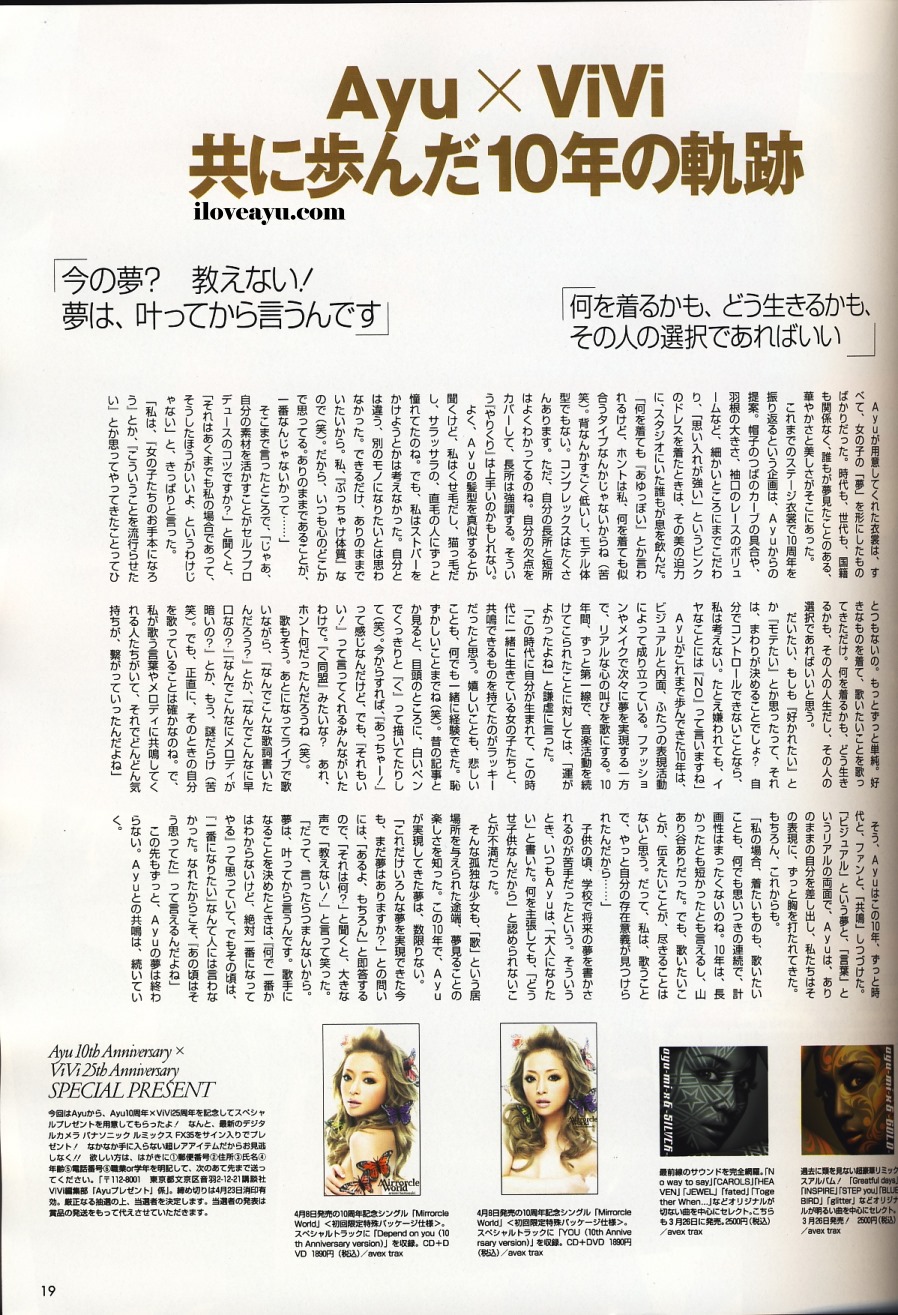 Ayu × ViVi
共に歩んだ10年の軌跡
iloveayu.com
「何を着るかも、どう生きるかも、
その人の選択であればいい」
「今の夢? 教えない!
夢は、叶ってから言うんです」
Ayuが用意してくれた衣裳は、す
べて、女の子の「夢」を形にしたもの
ばかりだった。時代も、世代も、国籍
も関係なく、誰もが夢見たことのある、
華やかさと美しさがそこにあった。
これまでのステージ衣裳で10周年を
振り返るという企画は、Ayuからの
提案。帽子のつばのカーブの具合や、
羽根の大きさ、袖口のレースのボリュ
ームなど、細かいところにまでこだわ
り、「思い入れが強い」というピンク
のドレスを着たときは、その美の迫力
に、スタジオにいた誰もが息を飲んだ。
「何を着ても『あゆっぽい』とか言わ
れるけど、ホントは私、何を着ても似
合うタイプなんかじゃないからね(苦
笑)。背なんかすごく低いし、モデル体
型でもない。コンプレックスはたくさ
んあります。ただ、自分の長所と短所
はよくわかってるのね。自分の欠点を
カバーして、長所は強調する。そうい
う�やりくり�は上手いのかもしれない。
よく、Ayuの髪型を真似するとか
聞くけど、私はくせ毛だし、猫っ毛だ
し、サラッサラの、直毛の人にずっと
憧れてたのね。でも、私はストパーを
かけようとかは考えなかった。自分と
は違う、別のモノになりたいとは思わ
なかった。できるだけ、ありのままで
いたいから。私、『ぶっちゃけ体質』な
ので(笑)。だから、いつも心のどこか
で思ってる。ありのままであることが、
一番なんじゃないかって……」
そこまで言ったところで、「じゃあ、
自分の素材を活かすことがセルフプロ
デュースのコツですか?」と聞くと、
「それはあくまでも私の場合であって、
そうしたほうがいいよ、というわけじ
ゃない」と、きっぱりと言った。
「私は、『女の子たちのお手本になろ
う』とか、『こういうことを流行らせた
い』とか思ってやってきたことってひ
とつもないの。もっとずっと単純。好
きなものを着て、歌いたいことを歌っ
てきただけ。何を着るかも、どう生き
るかも、その人の人生だし、その人の
選択であればいいと思う。
だいたい、もしも『好かれたい』と
か『モテたい』とか思ったって、それ
は、まわりが決めることでしょ? 自
分でコントロールできないことなら、
私は考えない。たとえ嫌われても、イ
ヤなことには『NO』って言いますね」
Ayuがこれまで歩んできた10年は、
ビジュアルと内面、ふたつの表現活動
によって成り立っている。ファッショ
ンやメイクで次々に夢を実現する一方
で、リアルな心の叫びを歌にする。10
年間、ずっと第一線で、音楽活動を続
けてこられたことに対しては、「運が
よかったよね」と謙虚に言った。
「この時代に自分が生まれて、この時
代に一緒に生きている女の子たちと、
共鳴できるものを持てたのがラッキー
だったと思う。嬉しいことも、悲しい
ことも、何でも一緒に経験できた。恥
ずかしいことまでね(笑)。昔の記事と
か見ると、目頭のところに、白いペン
でくっきりと『く』って描いてたりし
て(笑)。今からすれば、『あっちゃー!』
って感じなんだけど、でも、『それもい
い!』って言ってくれるみんながいた
わけで。『く同盟』みたいな? あれ、
ホント何だったんだろうね(笑)。
歌もそう。あとになってライブで歌
いながら、『なんでこんな歌詞書いた
んだろう?』とか、『なんでこんなに早
口なの?』『なんでこんなにメロディが
暗いの?』とか、もう、謎だらけ(苦
笑)。でも、正直に、そのときの自分
を歌っていることは確かなのね。で、
私が歌う言葉やメロディに共鳴してく
れる人たちがいて、それでどんどん気
持ちが、繋がっていったんだよね」
そう、Ayuはこの10年、ずっと時
代と、ファンと、「共鳴」しつづけた。
「ビジュアル」という夢と、「言葉」と
いうリアルの両面で、Ayuは、あり
のままの自分を差し出し、私たちはそ
の表現に、ずっと胸を打たれてきた。
もちろん、これからも。
「私の場合、着たいものも、歌いたい
ことも、何でも思いつきの連続で、計
画性はまったくないのね。10年は、長
かったとも短かったとも言えるし、山
あり谷ありだった。でも、歌いたいこ
とが、伝えたいことが、尽きることは
ないと思う。だって、私は、歌うこと
で、やっと自分の存在意義が見つけら
れたんだから──」
子供の頃、学校で将来の夢を書かさ
れるのが苦手だったという。そういう
とき、いつもAyuは、「大人になりた
い」と書いた。何を主張しても、「どう
せ子供なんだから」と認められないこ
とが不満だった。
そんな孤独な少女も、「歌」という居
場所を与えられた途端、夢見ることの
楽しさを知った。この10年で、Ayu
が実現してきた夢は、数限りない。
「これだけいろんな夢を実現できた今
も、まだ夢はありますか?」との問い
には、「あるよ、もちろん」と即答する
ので、「それは何?」と聞くと、大きな
声で「教えない!」と言って笑った。
「だって、言ったらつまんないから。
夢は、叶ってから言うんです。歌手に
なることを決めたときは、『何で一番か
はわからないけど、絶対一番になって
やる』って思っていて、でもその頃は、
『一番になりたい』なんて人には言わな
かった。なれたからこそ、『あの頃はそ
う思ってた』って言えるんだよね」
この先もずっと、Ayuの夢は終わ
らない。Ayuとの共鳴は、続いてい
く。
Ayu 10th Anniversary ×
ViVi 25th Anniversary
SPECIAL PRESENT
今回はAyuから、Ayu10周年×ViVi25周年を記念してスペシャ
ルプレゼントを用意してもらったよ! なんと、最新のデジタ
ルカメラ パナソニック ルミックス FX35をサイン入りでプレ
ゼント! なかなか手に入らない超レアアイテムだからお見逃
しなく!! 欲しい方は、はがきに①郵便番号②住所③氏名④
年齢⑤電話番号⑥職業or学年を明記して、次のあて先まで送っ
てください。「〒112-8001 東京都文京区音羽2-12-21講談社
ViVi編集部「Ayuプレゼント」係」。締め切りは4月23日消印有
効。厳正なる抽選の上、当選者を決定します。当選者の発表は
賞品の発送をもって代えさせていただきます。
Mirrorcle
World
4月8日発売の10周年記念シングル「Mirrorcle
World」<初回限定特殊パッケージ仕様>。
スペシャルトラックに「Depend on you (10
th Anniversary version)」を収録。CD+D
VD 1890円(税込)/avex trax
Mirrorcle
World
4月8日発売の10周年記念シングル「Mirrorcle
World」<初回限定特殊パッケージ仕様>。
スペシャルトラックに「YOU (10th Annive
rsary version)」を収録。CD+DVD 1890円
(税込)/avex trax
ayu-mi-x 6 -SILVER
最前線のサウンドを完全網羅。「N
o way to say」「CAROLS」「HEA
VEN」「JEWEL」「fated」「Toge
ther When...」などオリジナルが
切ない曲を中心にセレクト。こちら
も3月26日に発売。2500円(税込)
/avex trax
ayu-mi-x 6 -GOLD
過去に類を見ない超豪華リミック
スアルバム! 「Greatful days」
「INSPIRE」「STEP you」「BLUE
BIRD」「glitter」などオリジナ
ルが明るい曲を中心にセレクト。
3月26日発売! 2500円(税込)
/avex trax
19